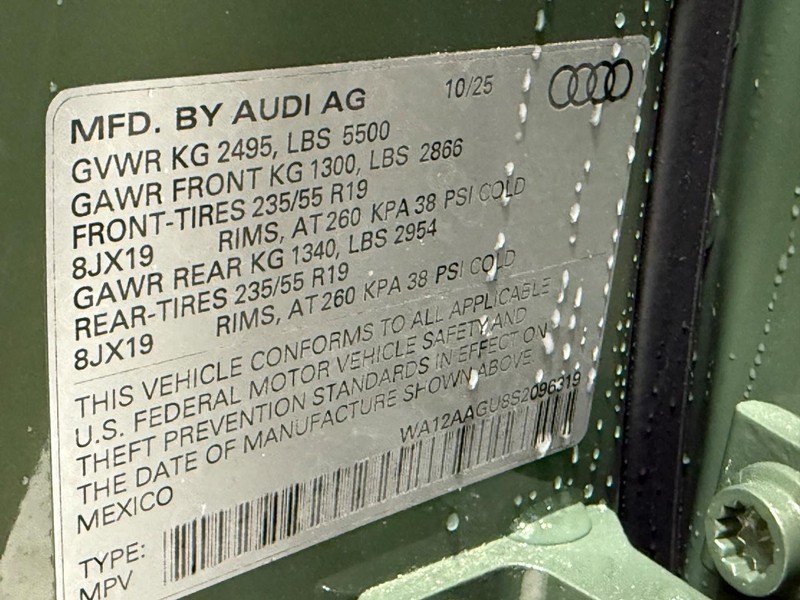 MFD. BY AUDI AG 10/25
GVWR KG 2495, LBS 5500
GAWR FRONT KG 1300, LBS 2866
FRONT-TIRES 235/55 R19
8JX19 RIMS, AT 260 KPA 38 PSI COLD
GAWR REAR KG 1340, LBS 2954
REAR-TIRES 235/55 R19
8JX19 RIMS, AT 260 KPA 38 PSI COLD
THIS VEHICLE CONFORMS TO ALL APPLICABLE
U.S. FEDERAL MOTOR VEHICLE SAFETY AND
THEFT PREVENTION STANDARDS IN EFFECT ON
THE DATE OF MANUFACTURE SHOWN ABOVE.
MEXICO WA12AAGU8S2096319
TYPE:
MPV